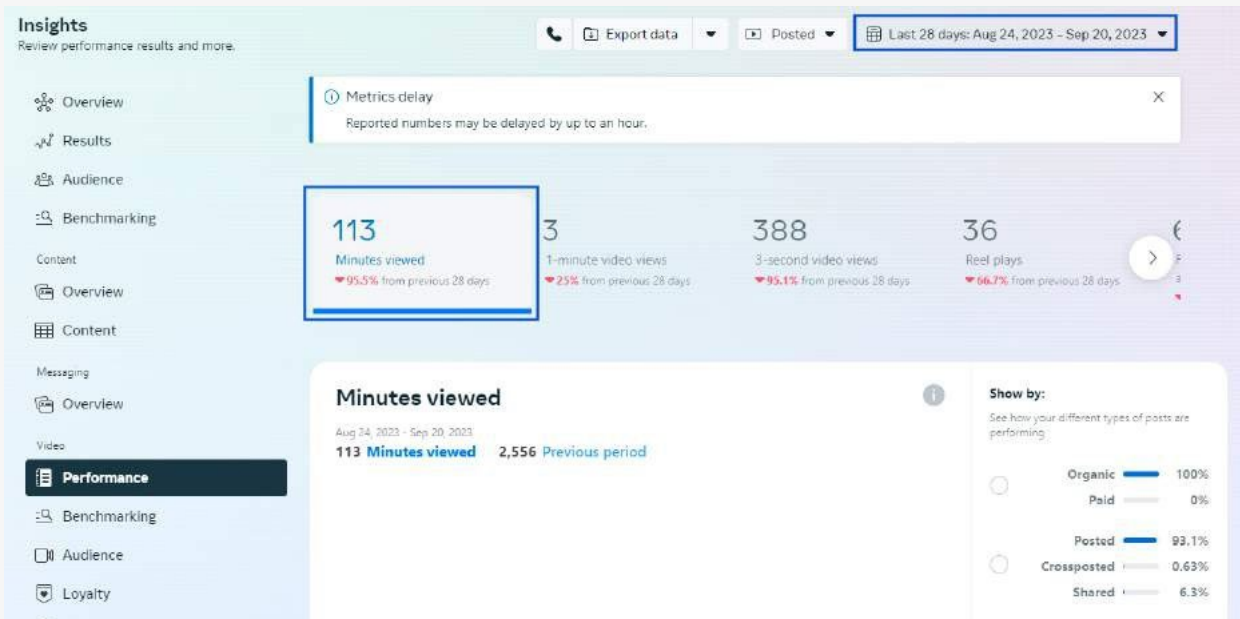 Insights
Review performance results and more.
Export data
Posted
Last 28 days: Aug 24, 2023 - Sep 20, 2023
Overview
Results
Audience
Benchmarking
Content
Overview
Content
Messaging
Overview
Video
Performance
Benchmarking
Audience
Loyalty
Metrics delay
Reported numbers may be delayed by up to an hour.
113
Minutes viewed
95.5% from previous 28 days
3
1-minute video views
25% from previous 28 days
388
3-second video views
95.1% from previous 28 days
36
Reel plays
66.7% from previous 28 days
Minutes viewed
Aug 24, 2023 - Sep 20, 2023
113 Minutes viewed 2,556 Previous period
Show by:
See how your different types of posts are
performing
Organic 100%
Paid 0%
Posted 93.1%
Crossposted 0.63%
Shared 6.3%